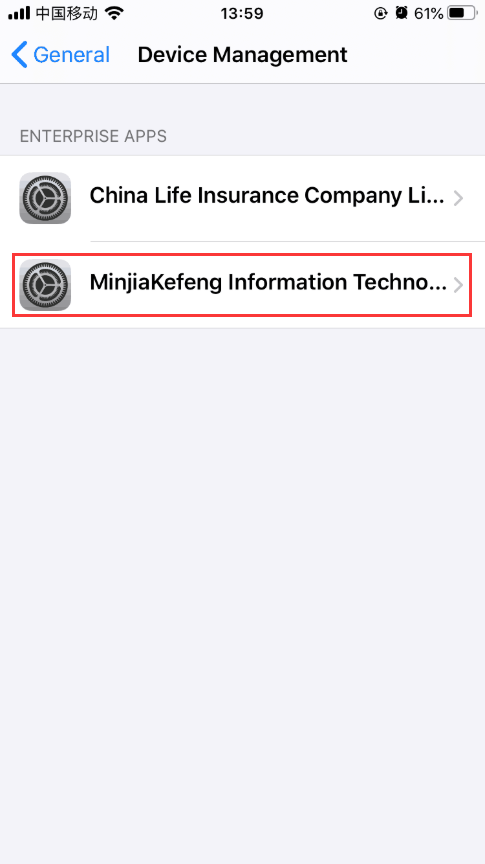 中国移动 13:59 61%
General Device Management
ENTERPRISE APPS
China Life Insurance Company Li...
MinjiaKefeng Information Techno...